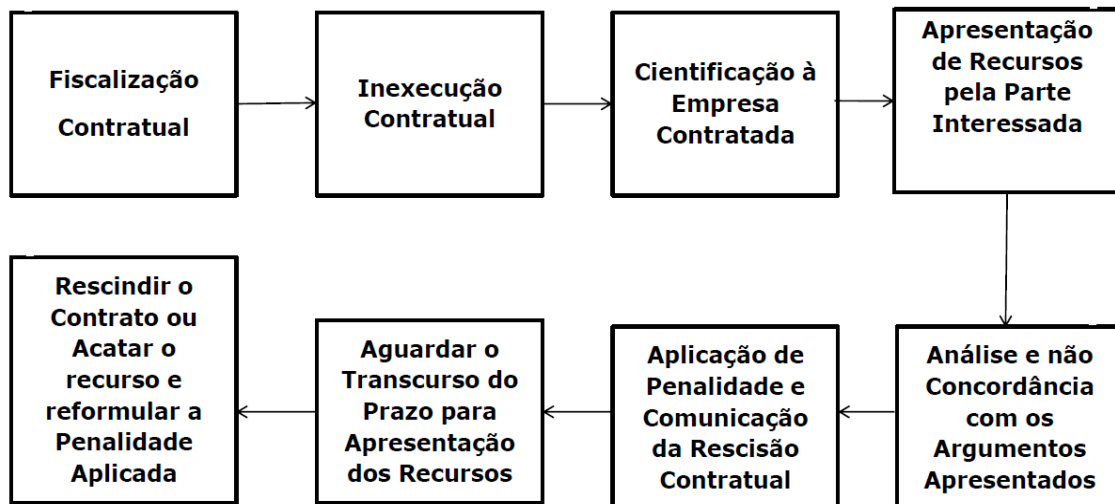 Fiscalização
Contratual
Inexecução
Contratual
Cientificação à
Empresa
Contratada
Apresentação
de Recursos
pela Parte
Interessada
Análise e não
Concordância
com os
Argumentos
Apresentados
Aplicação de
Penalidade e
Comunicação
da Rescisão
Contratual
Aguardar o
Transcurso do
Prazo para
Apresentação
dos Recursos
Rescindir o
Contrato ou
Acatar o
recurso e
reformular a
Penalidade
Aplicada